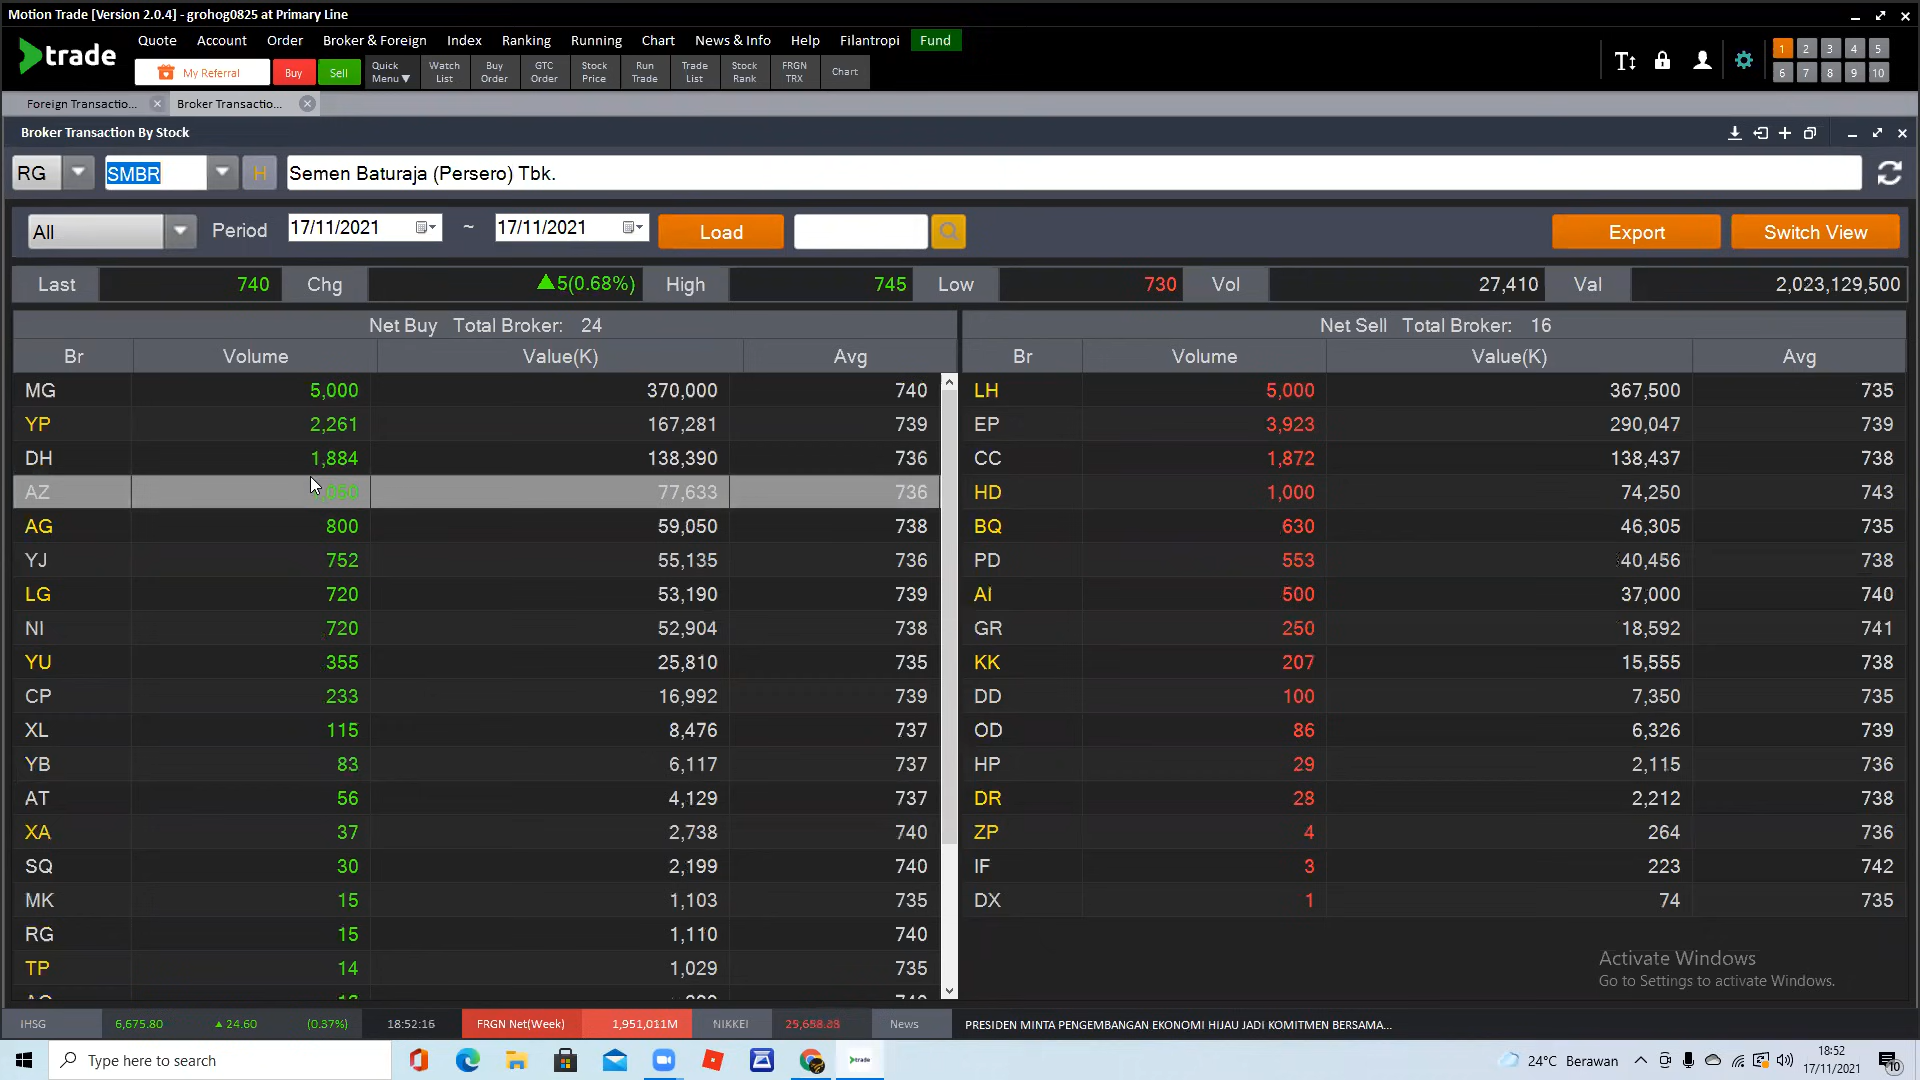 Motion Trade [Version 2.0.4] - grohog0825 at Primary Line
trade
Quote Account Order Broker & Foreign Index Ranking Running Chart News & Info Help Filantropi Fund
My Referral Buy Sell Quick Menu▼ Watch List Buy Order GTC Order Stock Price Run Trade Trade List Stock Rank FRGN TRX Chart
1 2 3 4 5
6 7 8 9 10
Foreign Transactio... Broker Transactio...
Broker Transaction By Stock
RG SMBR H Semen Baturaja (Persero) Tbk.
All Period 17/11/2021 ~ 17/11/2021 Load Export Switch View
Last 740 Chg ▲5(0.68%) High 745 Low 730 Vol 27,410 Val 2,023,129,500
Net Buy Total Broker: 24 Net Sell Total Broker: 16
Br Volume Value(K) Avg Br Volume Value(K) Avg
MG 5,000 370,000 740 LH 5,000 367,500 735
YP 2,261 167,281 739 EP 3,923 290,047 739
DH 1,884 138,390 736 CC 1,872 138,437 738
AZ 77,633 736 HD 1,000 74,250 743
AG 800 59,050 738 BQ 630 46,305 735
YJ 752 55,135 736 PD 553 40,456 738
LG 720 53,190 739 AI 500 37,000 740
NI 720 52,904 738 GR 250 18,592 741
YU 355 25,810 735 KK 207 15,555 738
CP 233 16,992 739 DD 100 7,350 735
XL 115 8,476 737 OD 86 6,326 739
YB 83 6,117 737 HP 29 2,115 736
AT 56 4,129 737 DR 28 2,212 738
XA 37 2,738 740 ZP 4 264 736
SQ 30 2,199 740 IF 3 223 742
MK 15 1,103 735 DX 1 74 735
RG 15 1,110 740
TP 14 1,029 735
Activate Windows
Go to Settings to activate Windows.
IHSG 6,675.80 ▲ 24.60 (0.37%) 18:52:16 FRGN Net(Week) 1,951,011M NIKKEI News PRESIDEN MINTA PENGEMBANGAN EKONOMI HIJAU JADI KOMITMEN BERSAMA...
Type here to search trade 24°C Berawan 18:52
17/11/2021 10